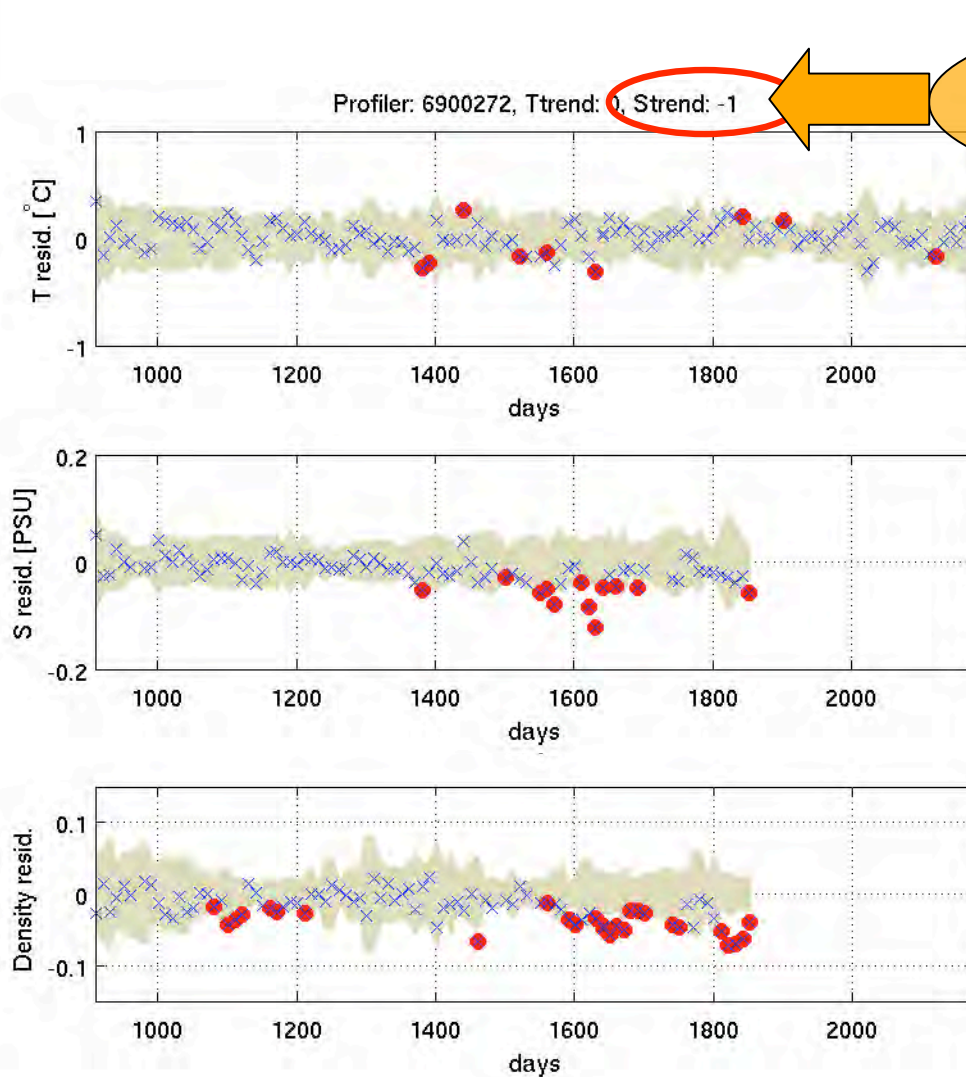 Profiler: 6900272, Ttrend: 0, Strend: -1
1
0
-1
T resid. [°C]
1000 1200 1400 1600 1800 2000
days
0.2
0
-0.2
S resid. [PSU]
1000 1200 1400 1600 1800 2000
days
0.1
0
-0.1
Density resid.
1000 1200 1400 1600 1800 2000
days